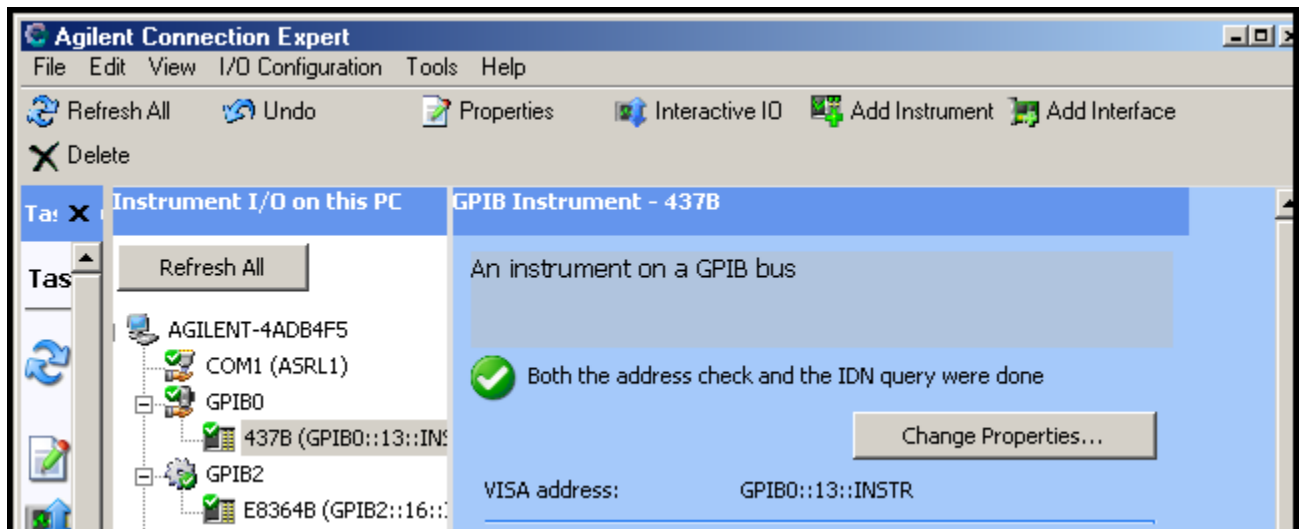 Agilent Connection Expert
File Edit View I/O Configuration Tools Help
Refresh All Undo Properties Interactive IO Add Instrument Add Interface
Delete
Instrument I/O on this PC
GPIB Instrument - 437B
Refresh All
An instrument on a GPIB bus
Tas
AGILENT-4ADB4F5
COM1 (ASRL1)
Both the address check and the IDN query were done
GPIB0
437B (GPIB0::13::INS
Change Properties...
GPIB2
VISA address: GPIB0::13::INSTR
E8364B (GPIB2::16::